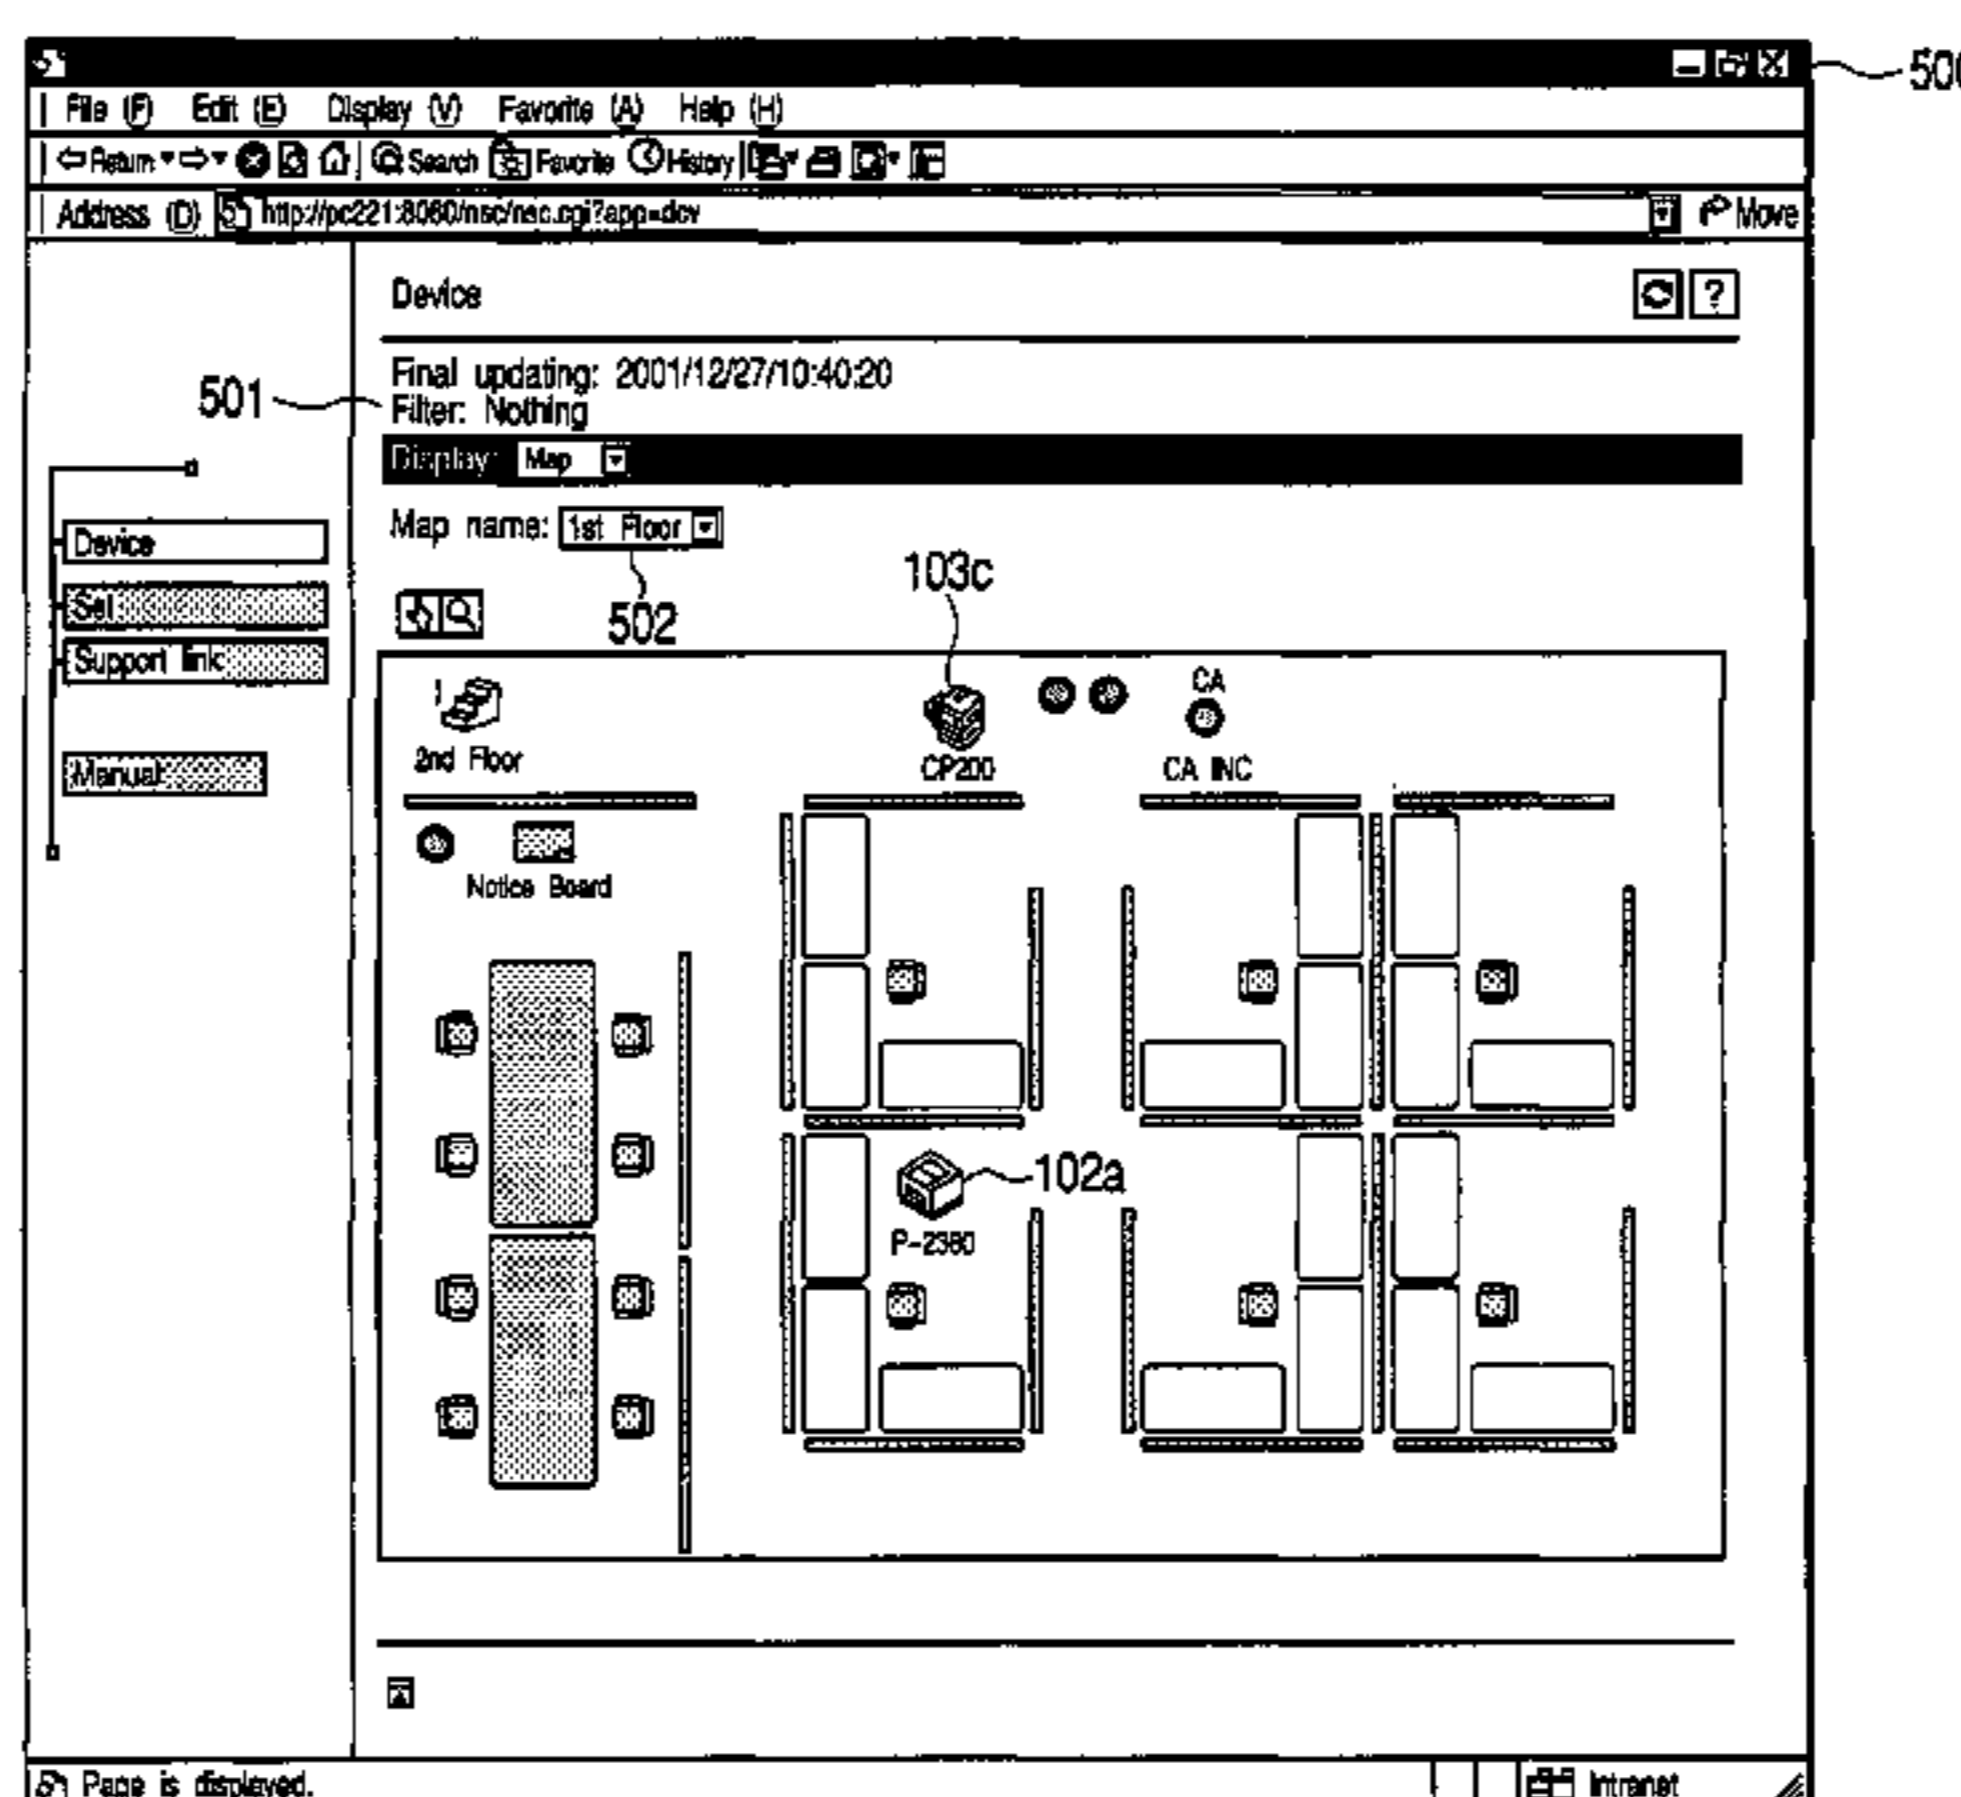 500
File (F) Edit (E) Display (V) Favorite (A) Help (H)
Return Search Favorite History
Address (D) http://pc221:8080/nsc/nsc.cgi?app=dcv Move
Device ?
Final updating: 2001/12/27/10:40:20
501
Filter: Nothing
Display: Map
Map name: 1st Floor
Device
103c
Set
502
Support link
CA
2nd Floor
CP200
CA INC
Manual
Notice Board
102a
P-2380
Page is displayed. Intranet